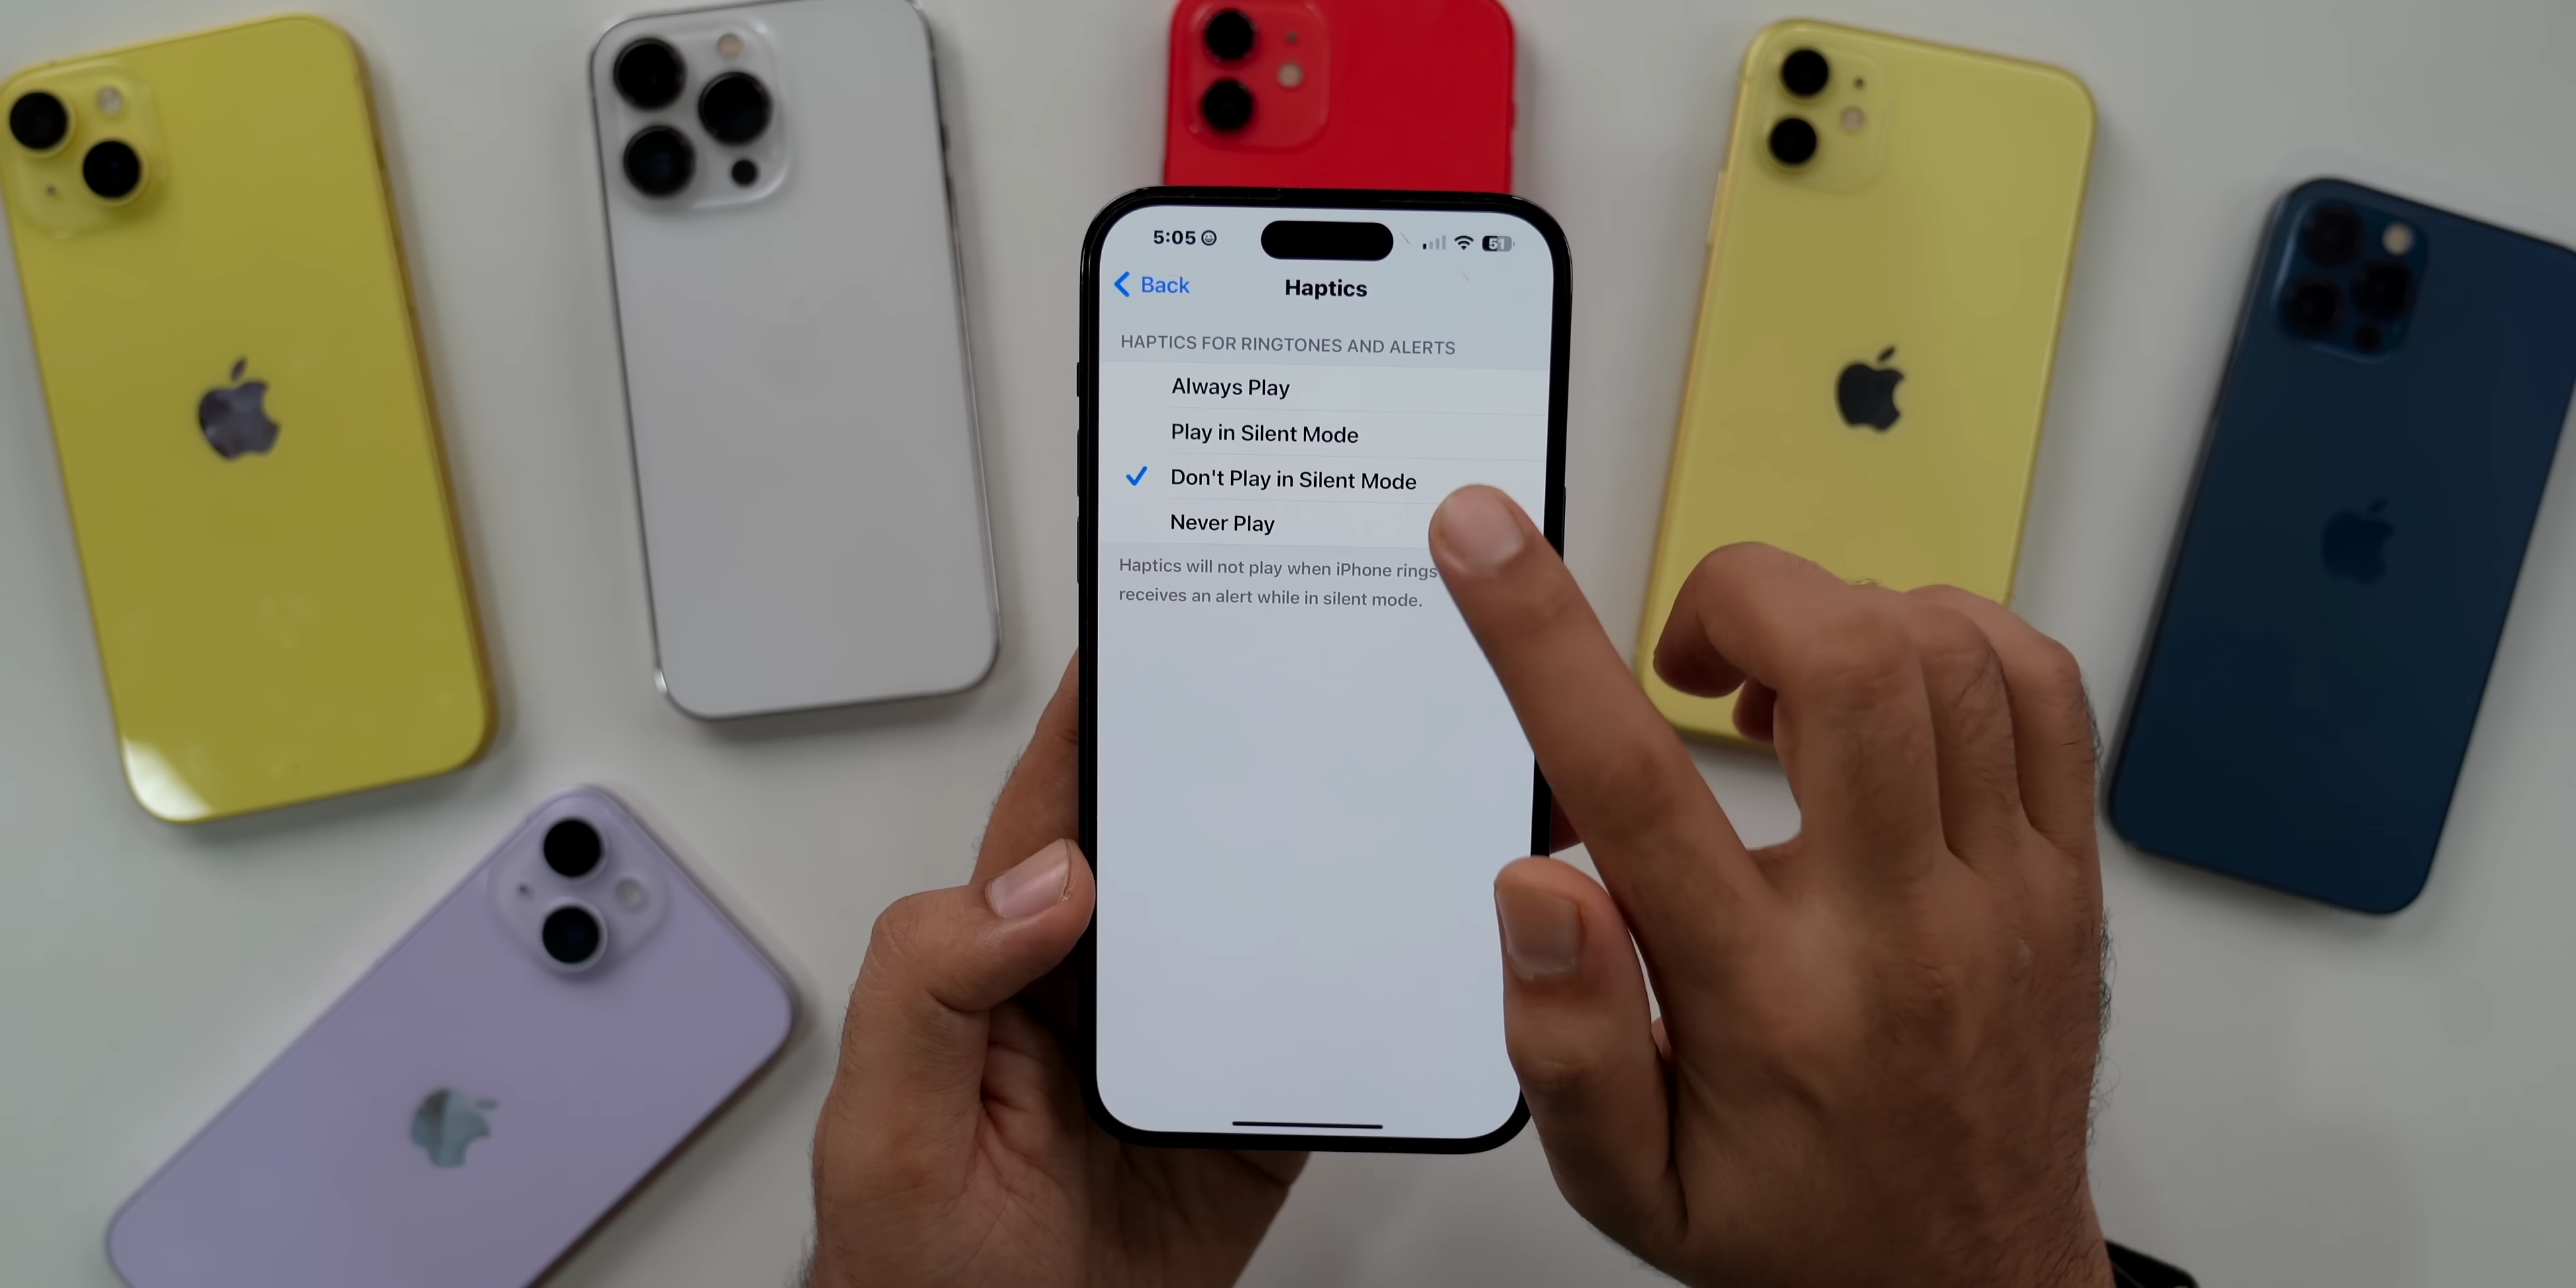 5:05
51
Back
Haptics
HAPTICS FOR RINGTONES AND ALERTS
Always Play
Play in Silent Mode
Don't Play in Silent Mode
Never Play
Haptics will not play when iPhone rings
receives an alert while in silent mode.